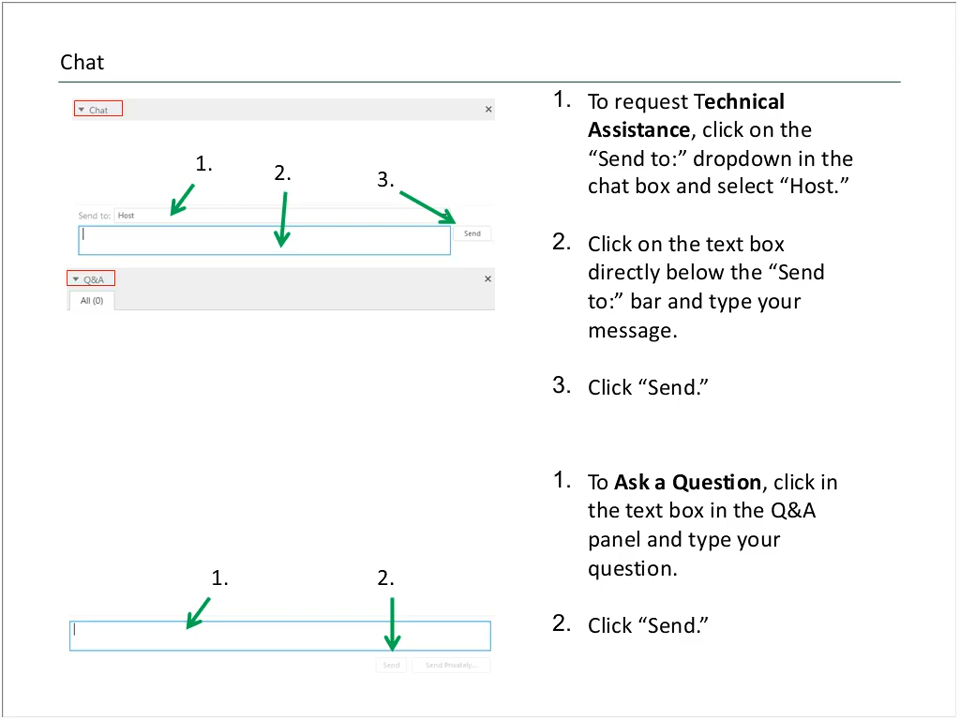 Chat
Chat
1.
2.
3.
Send to: Host
Send
Q&A
All (0)
1. To request Technical
Assistance, click on the
“Send to:” dropdown in the
chat box and select “Host.”
2. Click on the text box
directly below the “Send
to:” bar and type your
message.
3. Click “Send.”
1.
2.
Send
Send Privately...
1. To Ask a Question, click in
the text box in the Q&A
panel and type your
question.
2. Click “Send.”